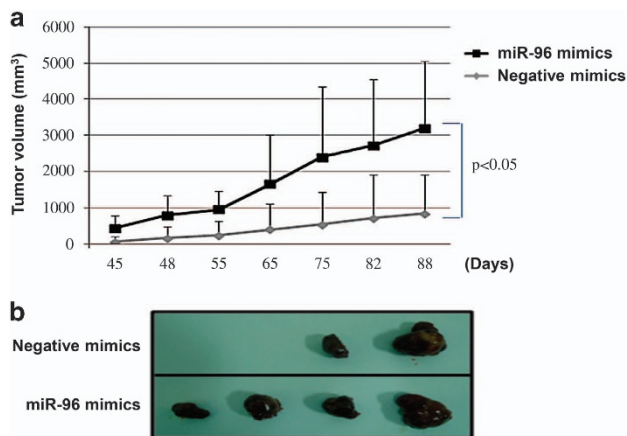 a
6000
5000
4000
3000
2000
1000
0
Tumor volume (mm³)
miR-96 mimics
Negative mimics
p<0.05
45 48 55 65 75 82 88 (Days)
b
Negative mimics
miR-96 mimics